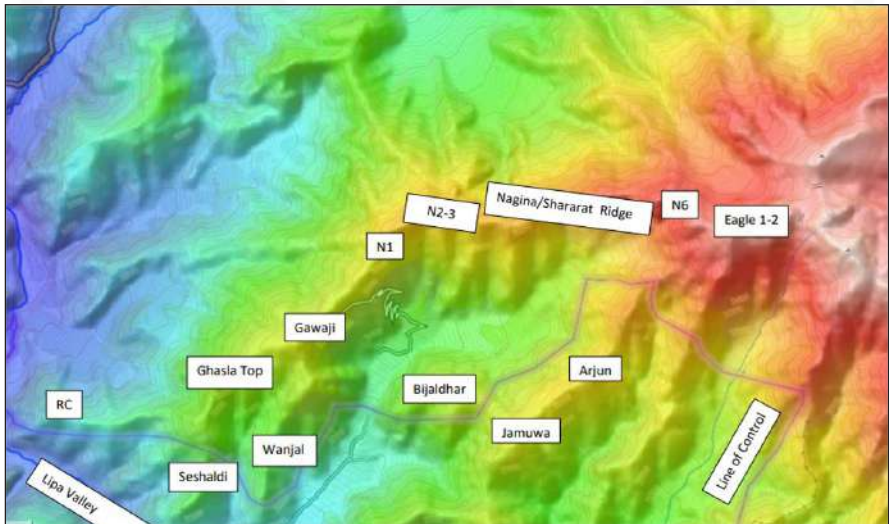 N2-3
Nagina/Shararat Ridge
N6
Eagle 1-2
N1
Gawaji
Ghasla Top
Arjun
Bijaldhar
RC
Jamuwa
Wanjal
Line of Control
Seshaldi
Lipa Valley